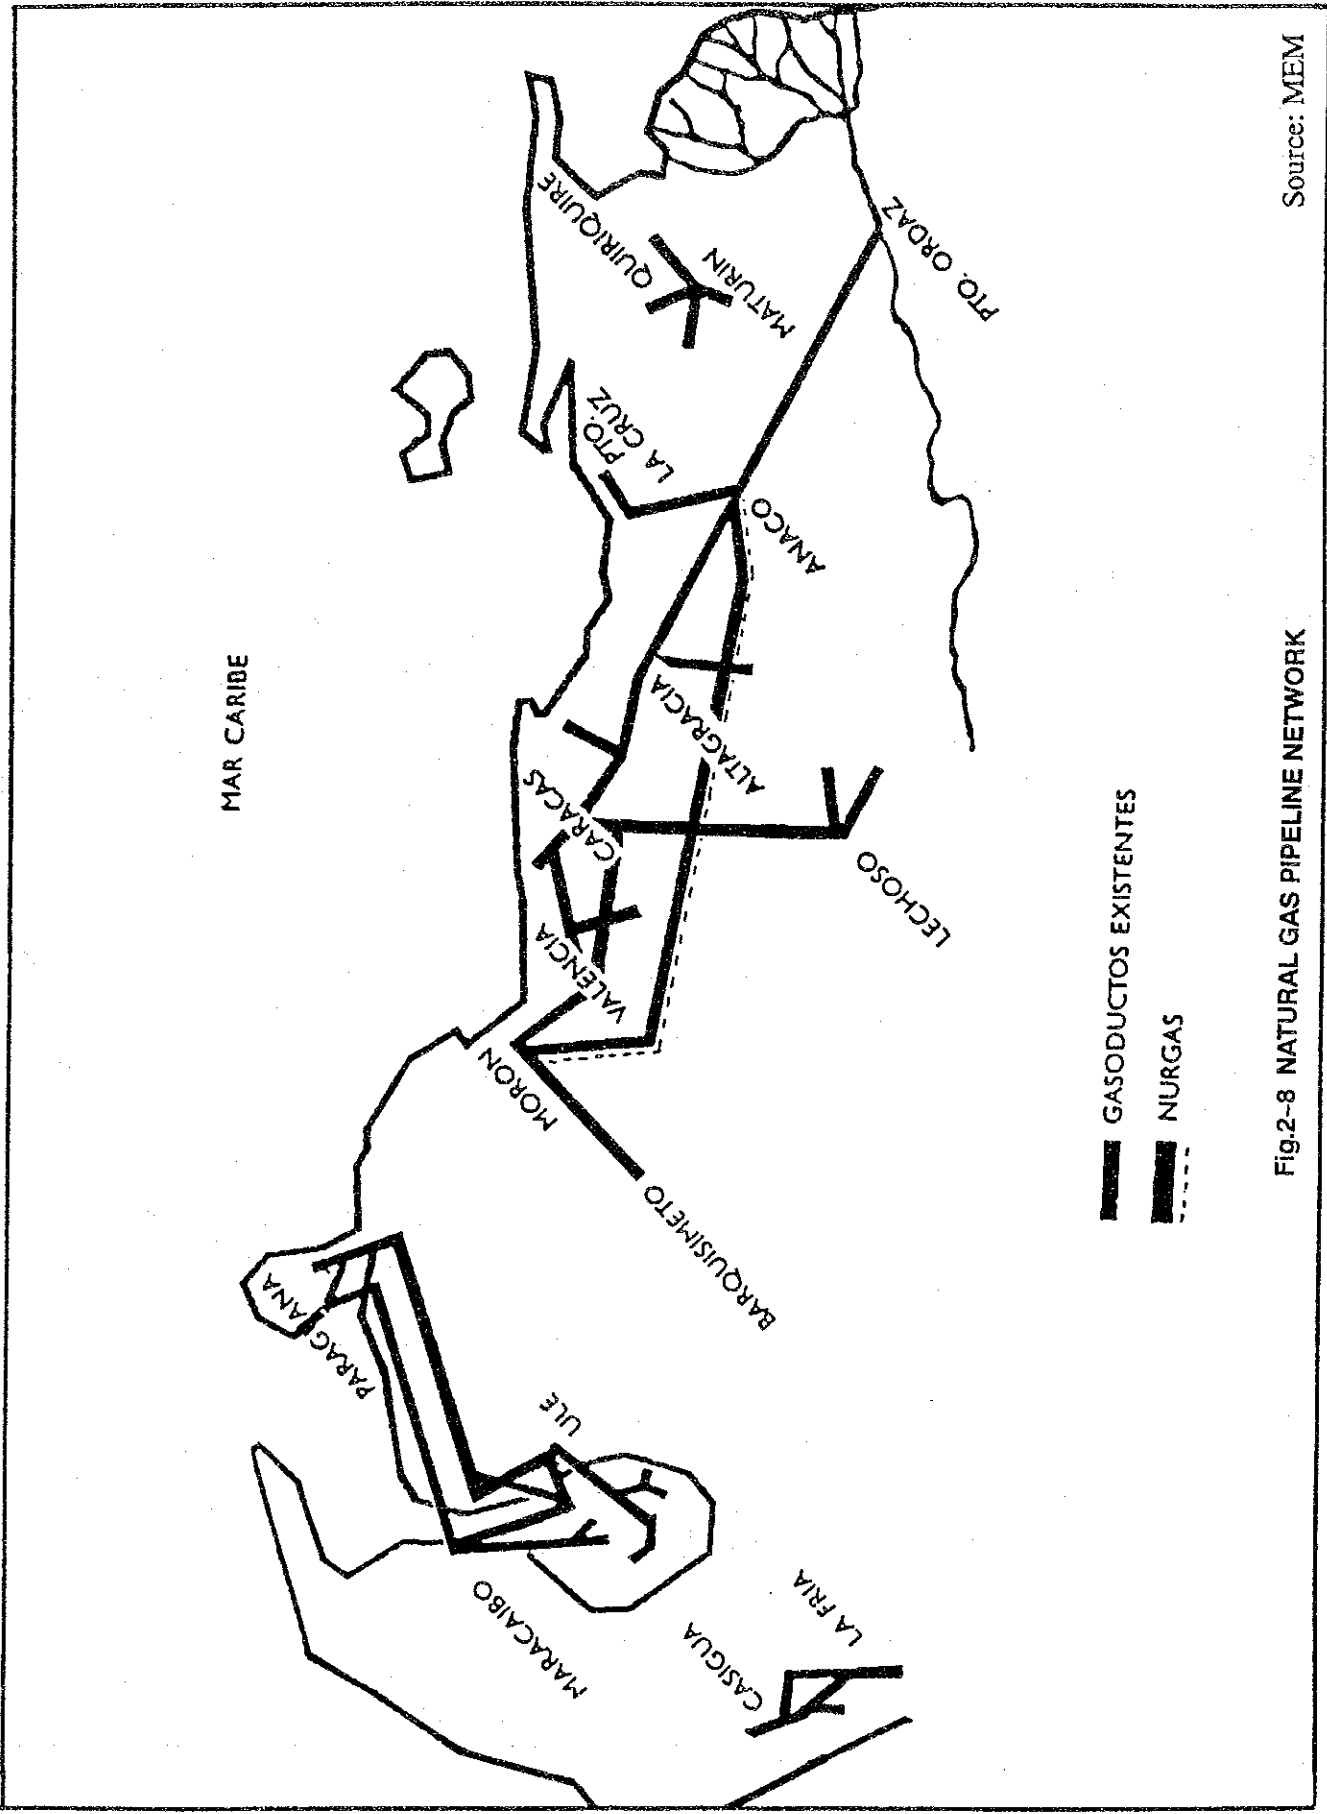 MAR CARIBE
PARAGUANA
MORON
VALENCIA
CARACAS
PTO.
LA CRUZ
QUIRIQUIRE
MATURIN
ULE
MARACAIBO
BARQUISIMETO
ALTAGRACIA
ANACO
PTO. ORDAZ
LECHOSO
CASIGUA
LA FRIA
GASODUCTOS EXISTENTES
NURGAS
Fig.2-8 NATURAL GAS PIPELINE NETWORK
Source: MEM